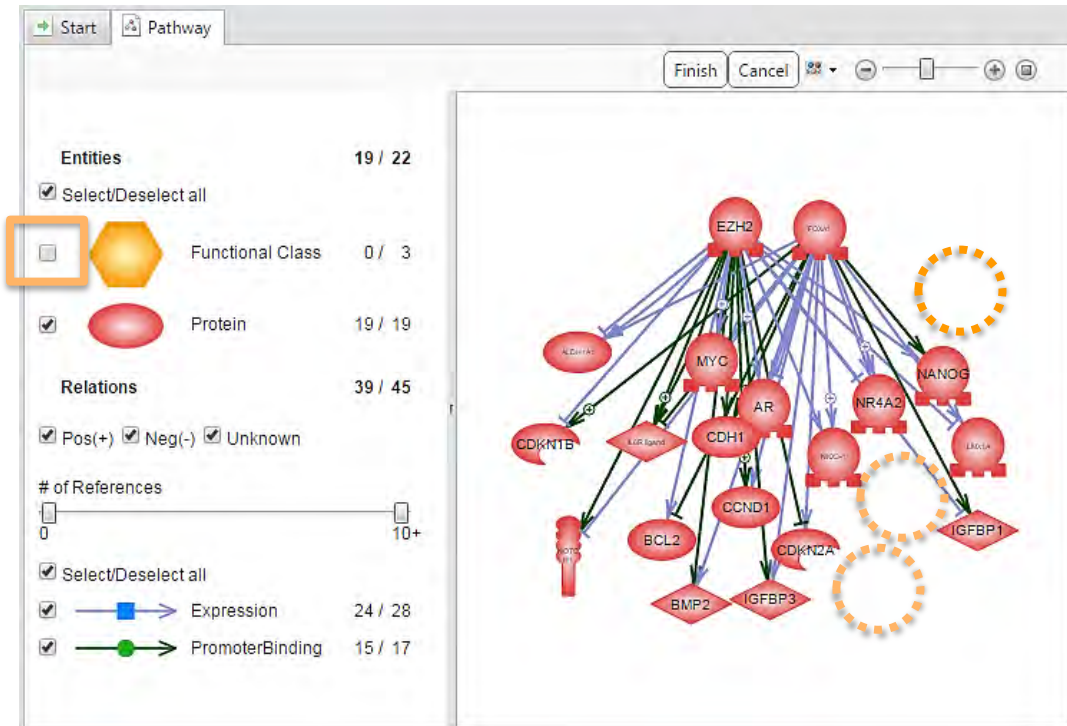 Start Pathway
Finish Cancel
Entities 19 / 22
Select/Deselect all
Functional Class 0 / 3
Protein 19 / 19
Relations 39 / 45
Pos(+) Neg(-) Unknown
# of References
0 10+
Select/Deselect all
Expression 24 / 28
PromoterBinding 15 / 17
EZH2
MYC
NANOG
AR
NR4A2
CDKN1B
CDH1
CCND1
BCL2
CDKN2A
IGFBP1
BMP2
IGFBP3